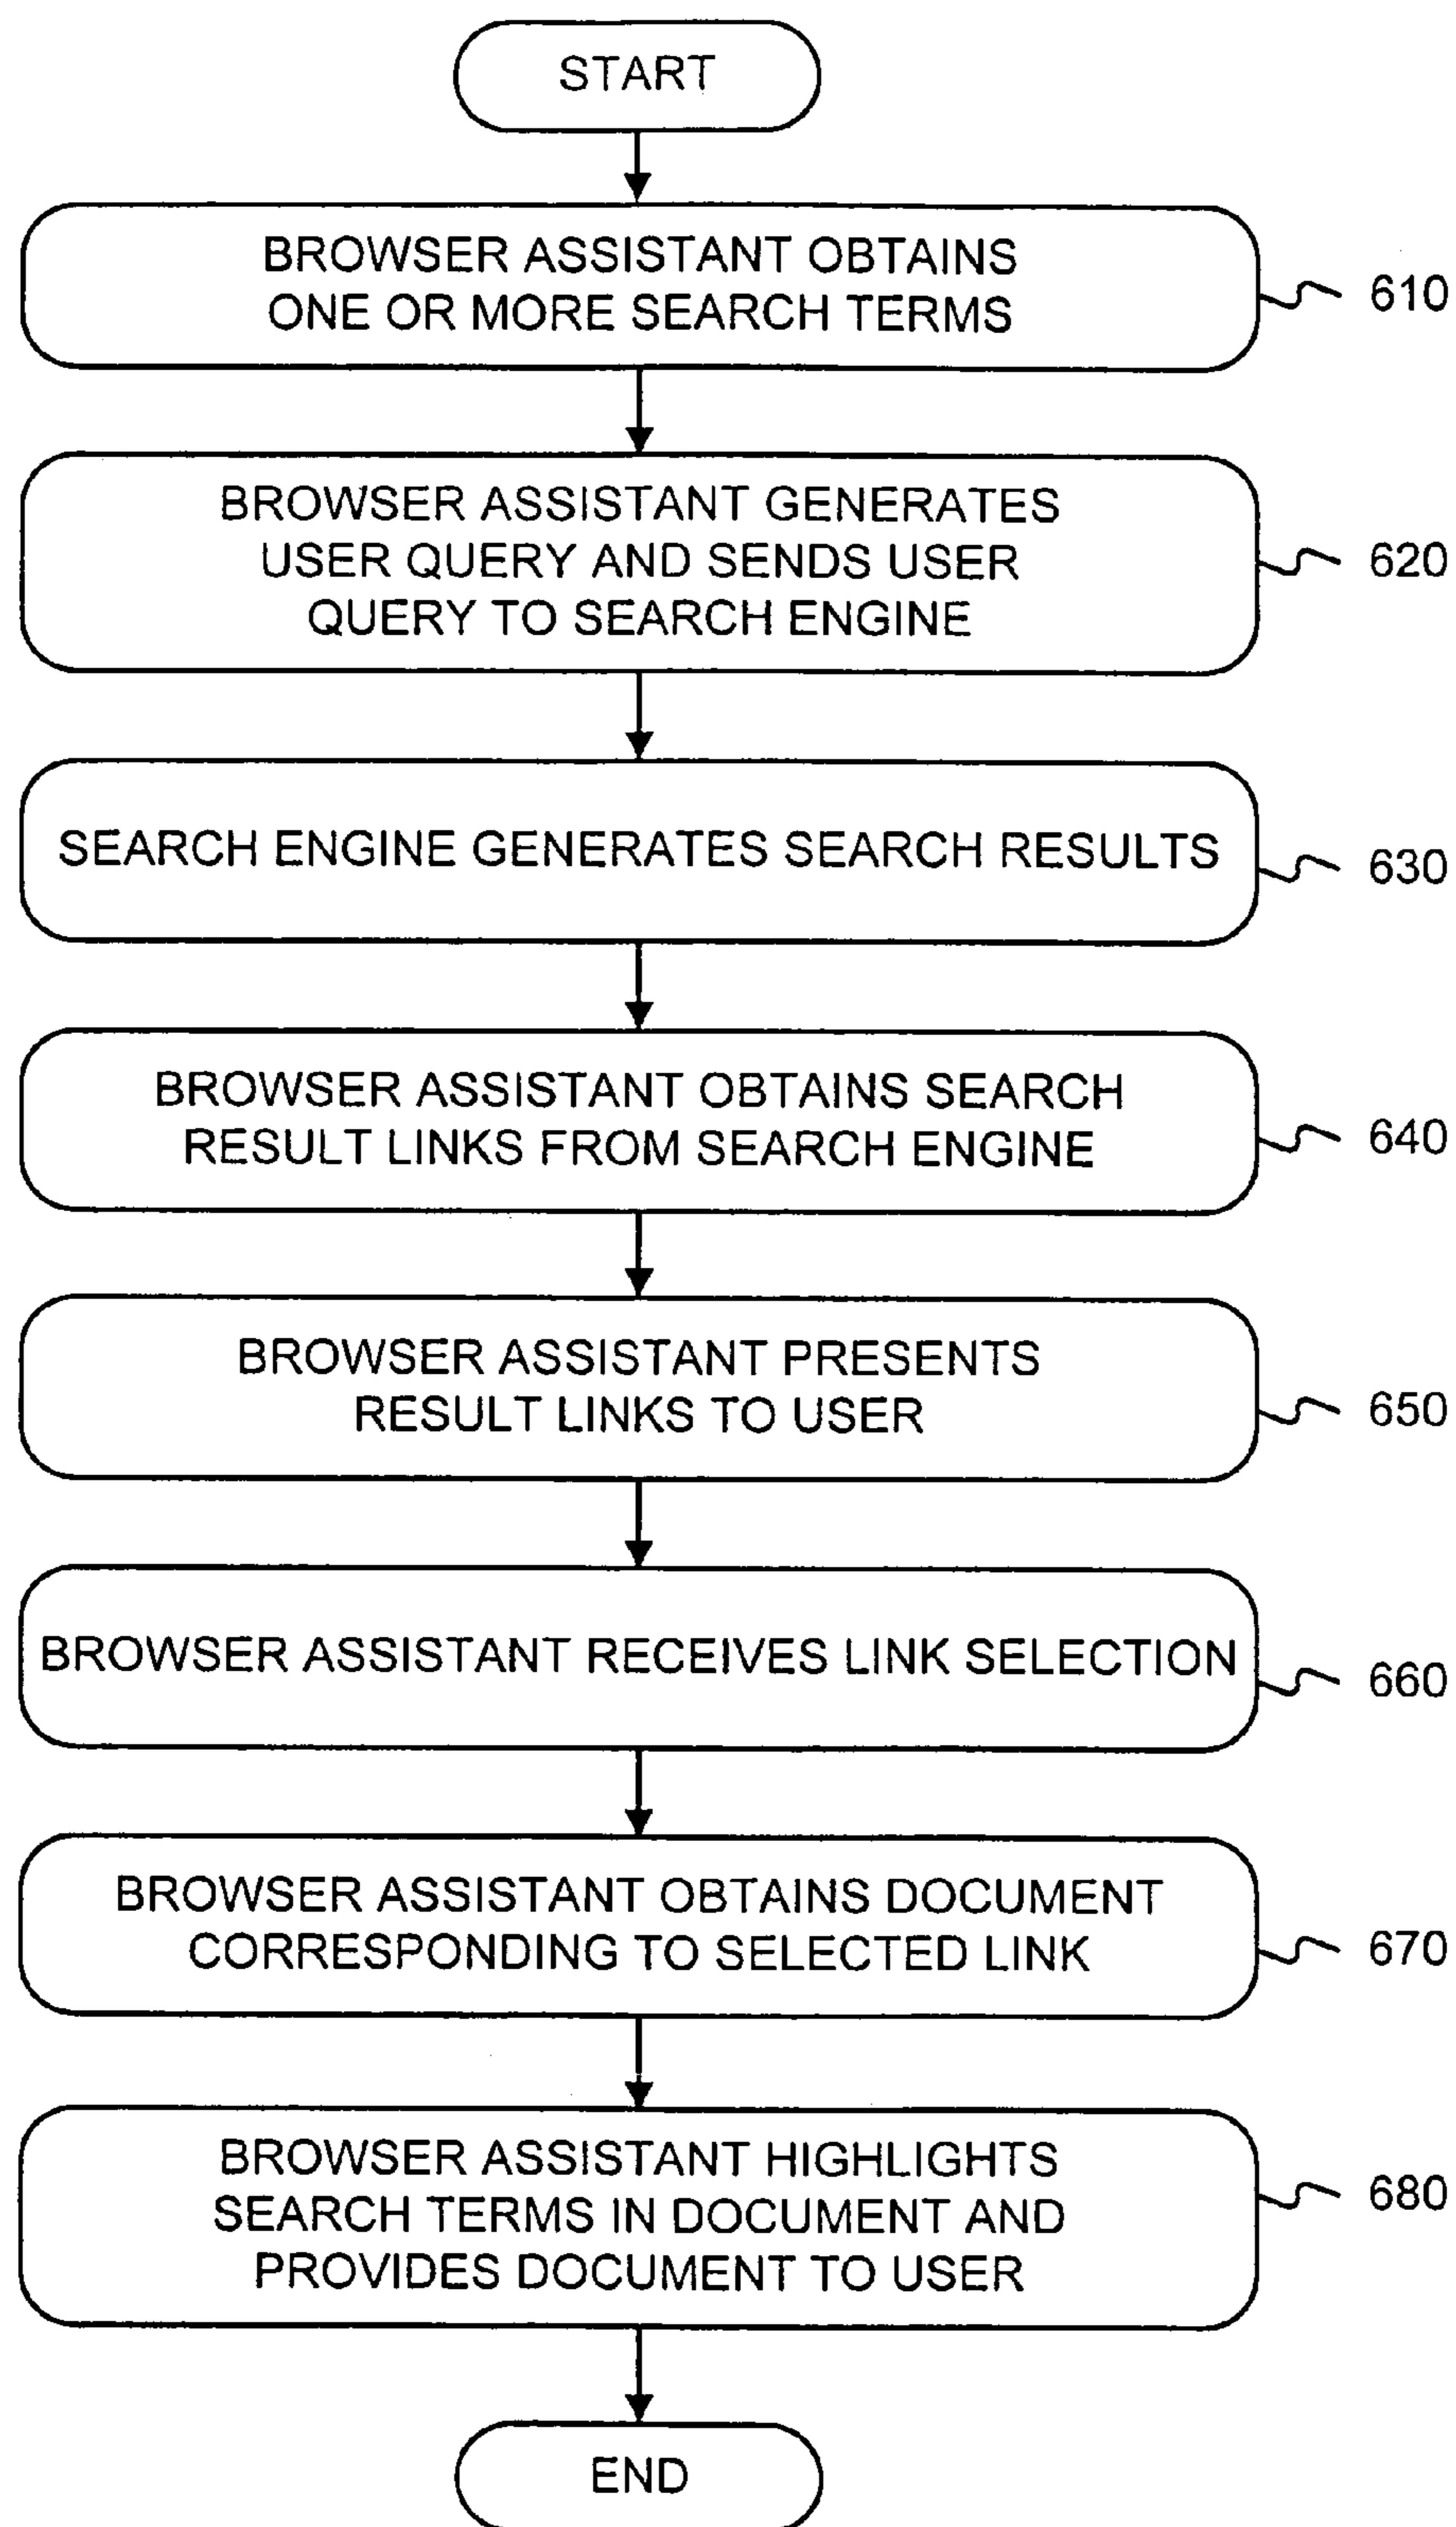 START
BROWSER ASSISTANT OBTAINS
ONE OR MORE SEARCH TERMS
610
BROWSER ASSISTANT GENERATES
USER QUERY AND SENDS USER
QUERY TO SEARCH ENGINE
620
SEARCH ENGINE GENERATES SEARCH RESULTS
630
BROWSER ASSISTANT OBTAINS SEARCH
RESULT LINKS FROM SEARCH ENGINE
640
BROWSER ASSISTANT PRESENTS
RESULT LINKS TO USER
650
BROWSER ASSISTANT RECEIVES LINK SELECTION
660
BROWSER ASSISTANT OBTAINS DOCUMENT
CORRESPONDING TO SELECTED LINK
670
BROWSER ASSISTANT HIGHLIGHTS
SEARCH TERMS IN DOCUMENT AND
PROVIDES DOCUMENT TO USER
680
END